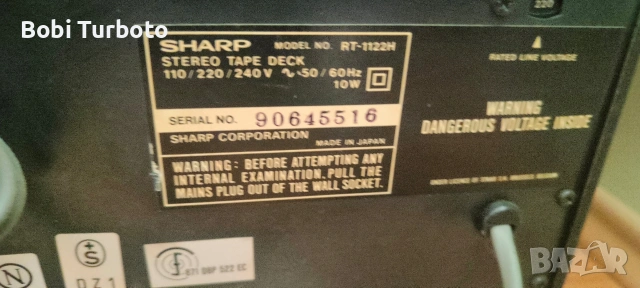 Bobi Turboto
220
SHARP MODEL NO. RT-1122H
STEREO TAPE DECK
110/220/240V ∿ 50/60Hz
10W
SERIAL NO. 90645516
SHARP CORPORATION MADE IN JAPAN
WARNING: BEFORE ATTEMPTING ANY
INTERNAL EXAMINATION, PULL THE
MAINS PLUG OUT OF THE WALL SOCKET.
RATED LINE VOLTAGE
WARNING
DANGEROUS VOLTAGE INSIDE
N
+S
DZ1
BAZAR